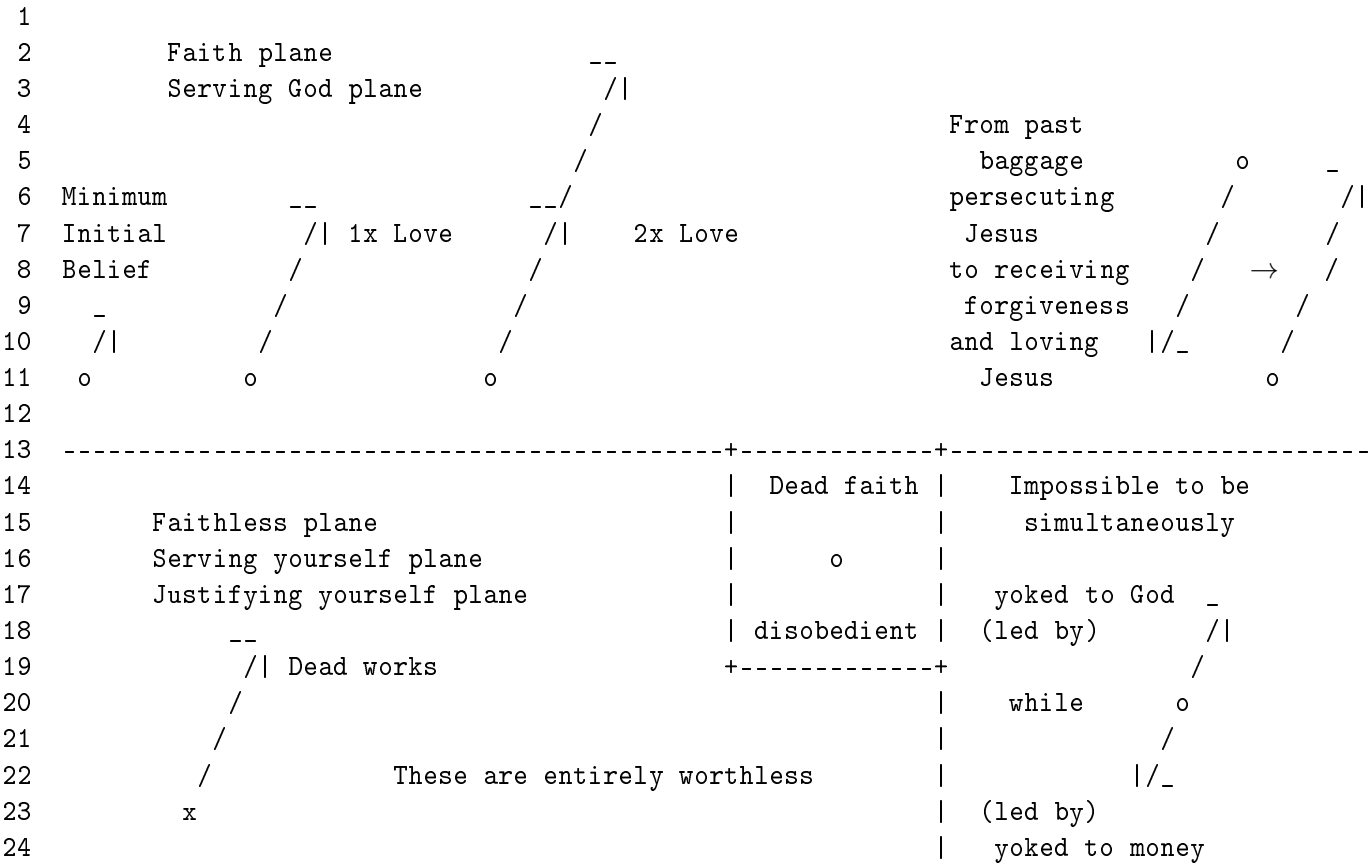 1
2         Faith plane                 __
3         Serving God plane            /|
4                                     /                       From past
5                                    /                          baggage          o     _
6  Minimum        __              __/                         persecuting       /       /|
7  Initial         /| 1x Love      /|    2x Love               Jesus           /       /
8  Belief         /               /                           to receiving    /   →   /
9    _           /               /                             forgiveness   /       /
10   /|         /               /                             and loving   |/_      /
11  o          o               o                                Jesus              o
12
13 --------------------------------------------+-------------+----------------------------
14                                             |  Dead faith |    Impossible to be
15       Faithless plane                       |             |     simultaneously
16       Serving yourself plane                |      o      |
17       Justifying yourself plane             |             |   yoked to God  _
18            __                               | disobedient |  (led by)       /|
19             /| Dead works                   +-------------+                /
20            /                                              |    while      o
21           /                                               |              /
22          /            These are entirely worthless        |            |/_
23         x                                                 |  (led by)
24                                                           |   yoked to money